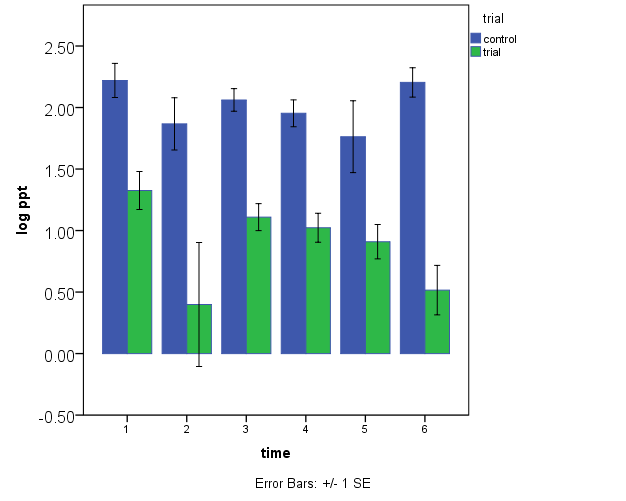 trial
control
trial
2.50
2.00
1.50
1.00
0.50
0.00
-0.50
log ppt
1 2 3 4 5 6
time
Error Bars: +/- 1 SE